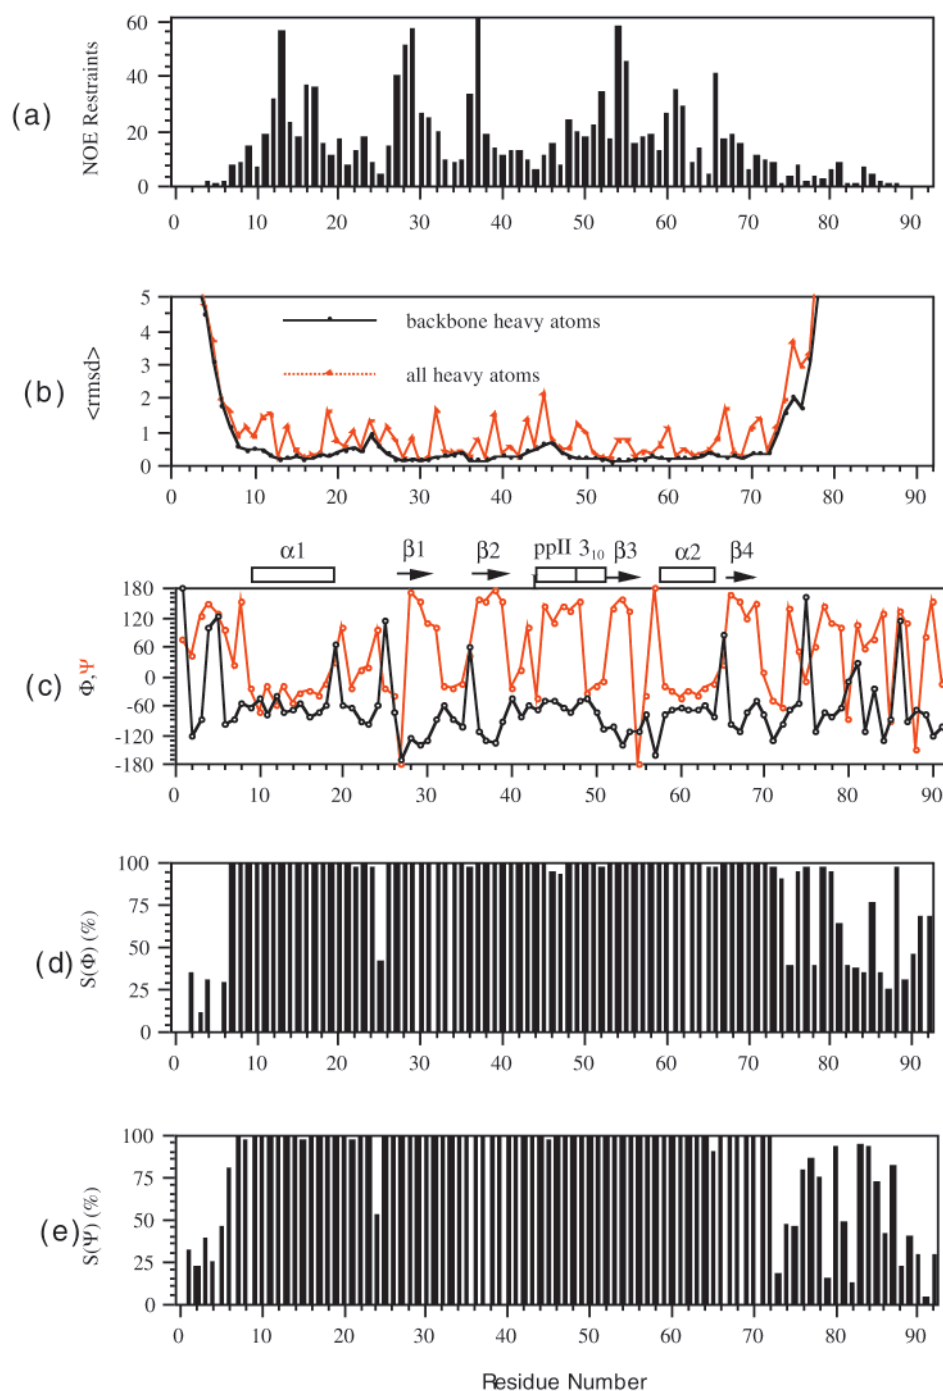 (a)
NOE Restraints
60
40
20
0
0 10 20 30 40 50 60 70 80 90
(b)
<rmsd>
5
4
3
2
1
0
backbone heavy atoms
all heavy atoms
0 10 20 30 40 50 60 70 80 90
α1 β1 β2 ppII 3₁₀ β3 α2 β4
(c)
Φ,Ψ
180
120
60
0
-60
-120
-180
0 10 20 30 40 50 60 70 80 90
(d)
S(Φ) (%)
100
75
50
25
0
0 10 20 30 40 50 60 70 80 90
(e)
S(Ψ) (%)
100
75
50
25
0
0 10 20 30 40 50 60 70 80 90
Residue Number